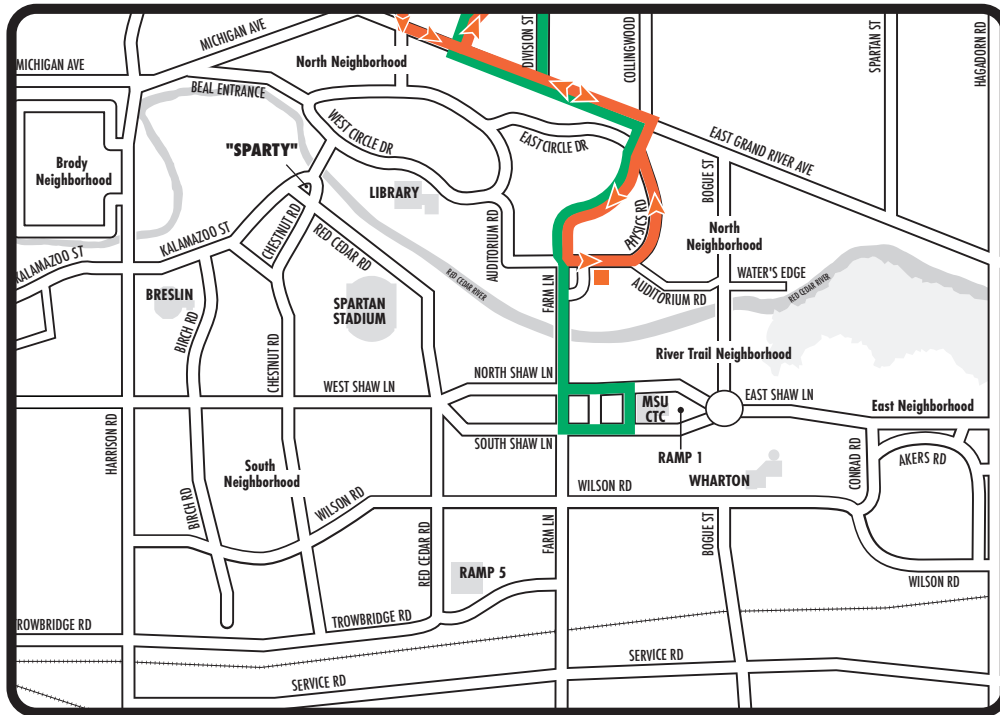 MICHIGAN AVE
MICHIGAN AVE
North Neighborhood
DIVISION ST
COLLINGWOOD
SPARTAN ST
HAGADORN RD
BEAL ENTRANCE
WEST CIRCLE DR
EAST CIRCLE DR
EAST GRAND RIVER AVE
Brody
Neighborhood
"SPARTY"
LIBRARY
BOGUE ST
PHYSICS RD
North
Neighborhood
KALAMAZOO ST
KALAMAZOO ST
CHESTNUT RD
RED CEDAR RD
AUDITORIUM RD
RED CEDAR RIVER
FARM LN
AUDITORIUM RD
WATER'S EDGE
RED CEDAR RIVER
BRESLIN
BIRCH RD
SPARTAN
STADIUM
CHESTNUT RD
River Trail Neighborhood
NORTH SHAW LN
WEST SHAW LN
MSU
CTC
EAST SHAW LN
East Neighborhood
HARRISON RD
SOUTH SHAW LN
RAMP 1
South
Neighborhood
WILSON RD
WILSON RD
WHARTON
CONRAD RD
AKERS RD
BIRCH RD
RED CEDAR RD
FARM LN
BOGUE ST
RAMP 5
WILSON RD
ROWBRIDGE RD
TROWBRIDGE RD
SERVICE RD
SERVICE RD